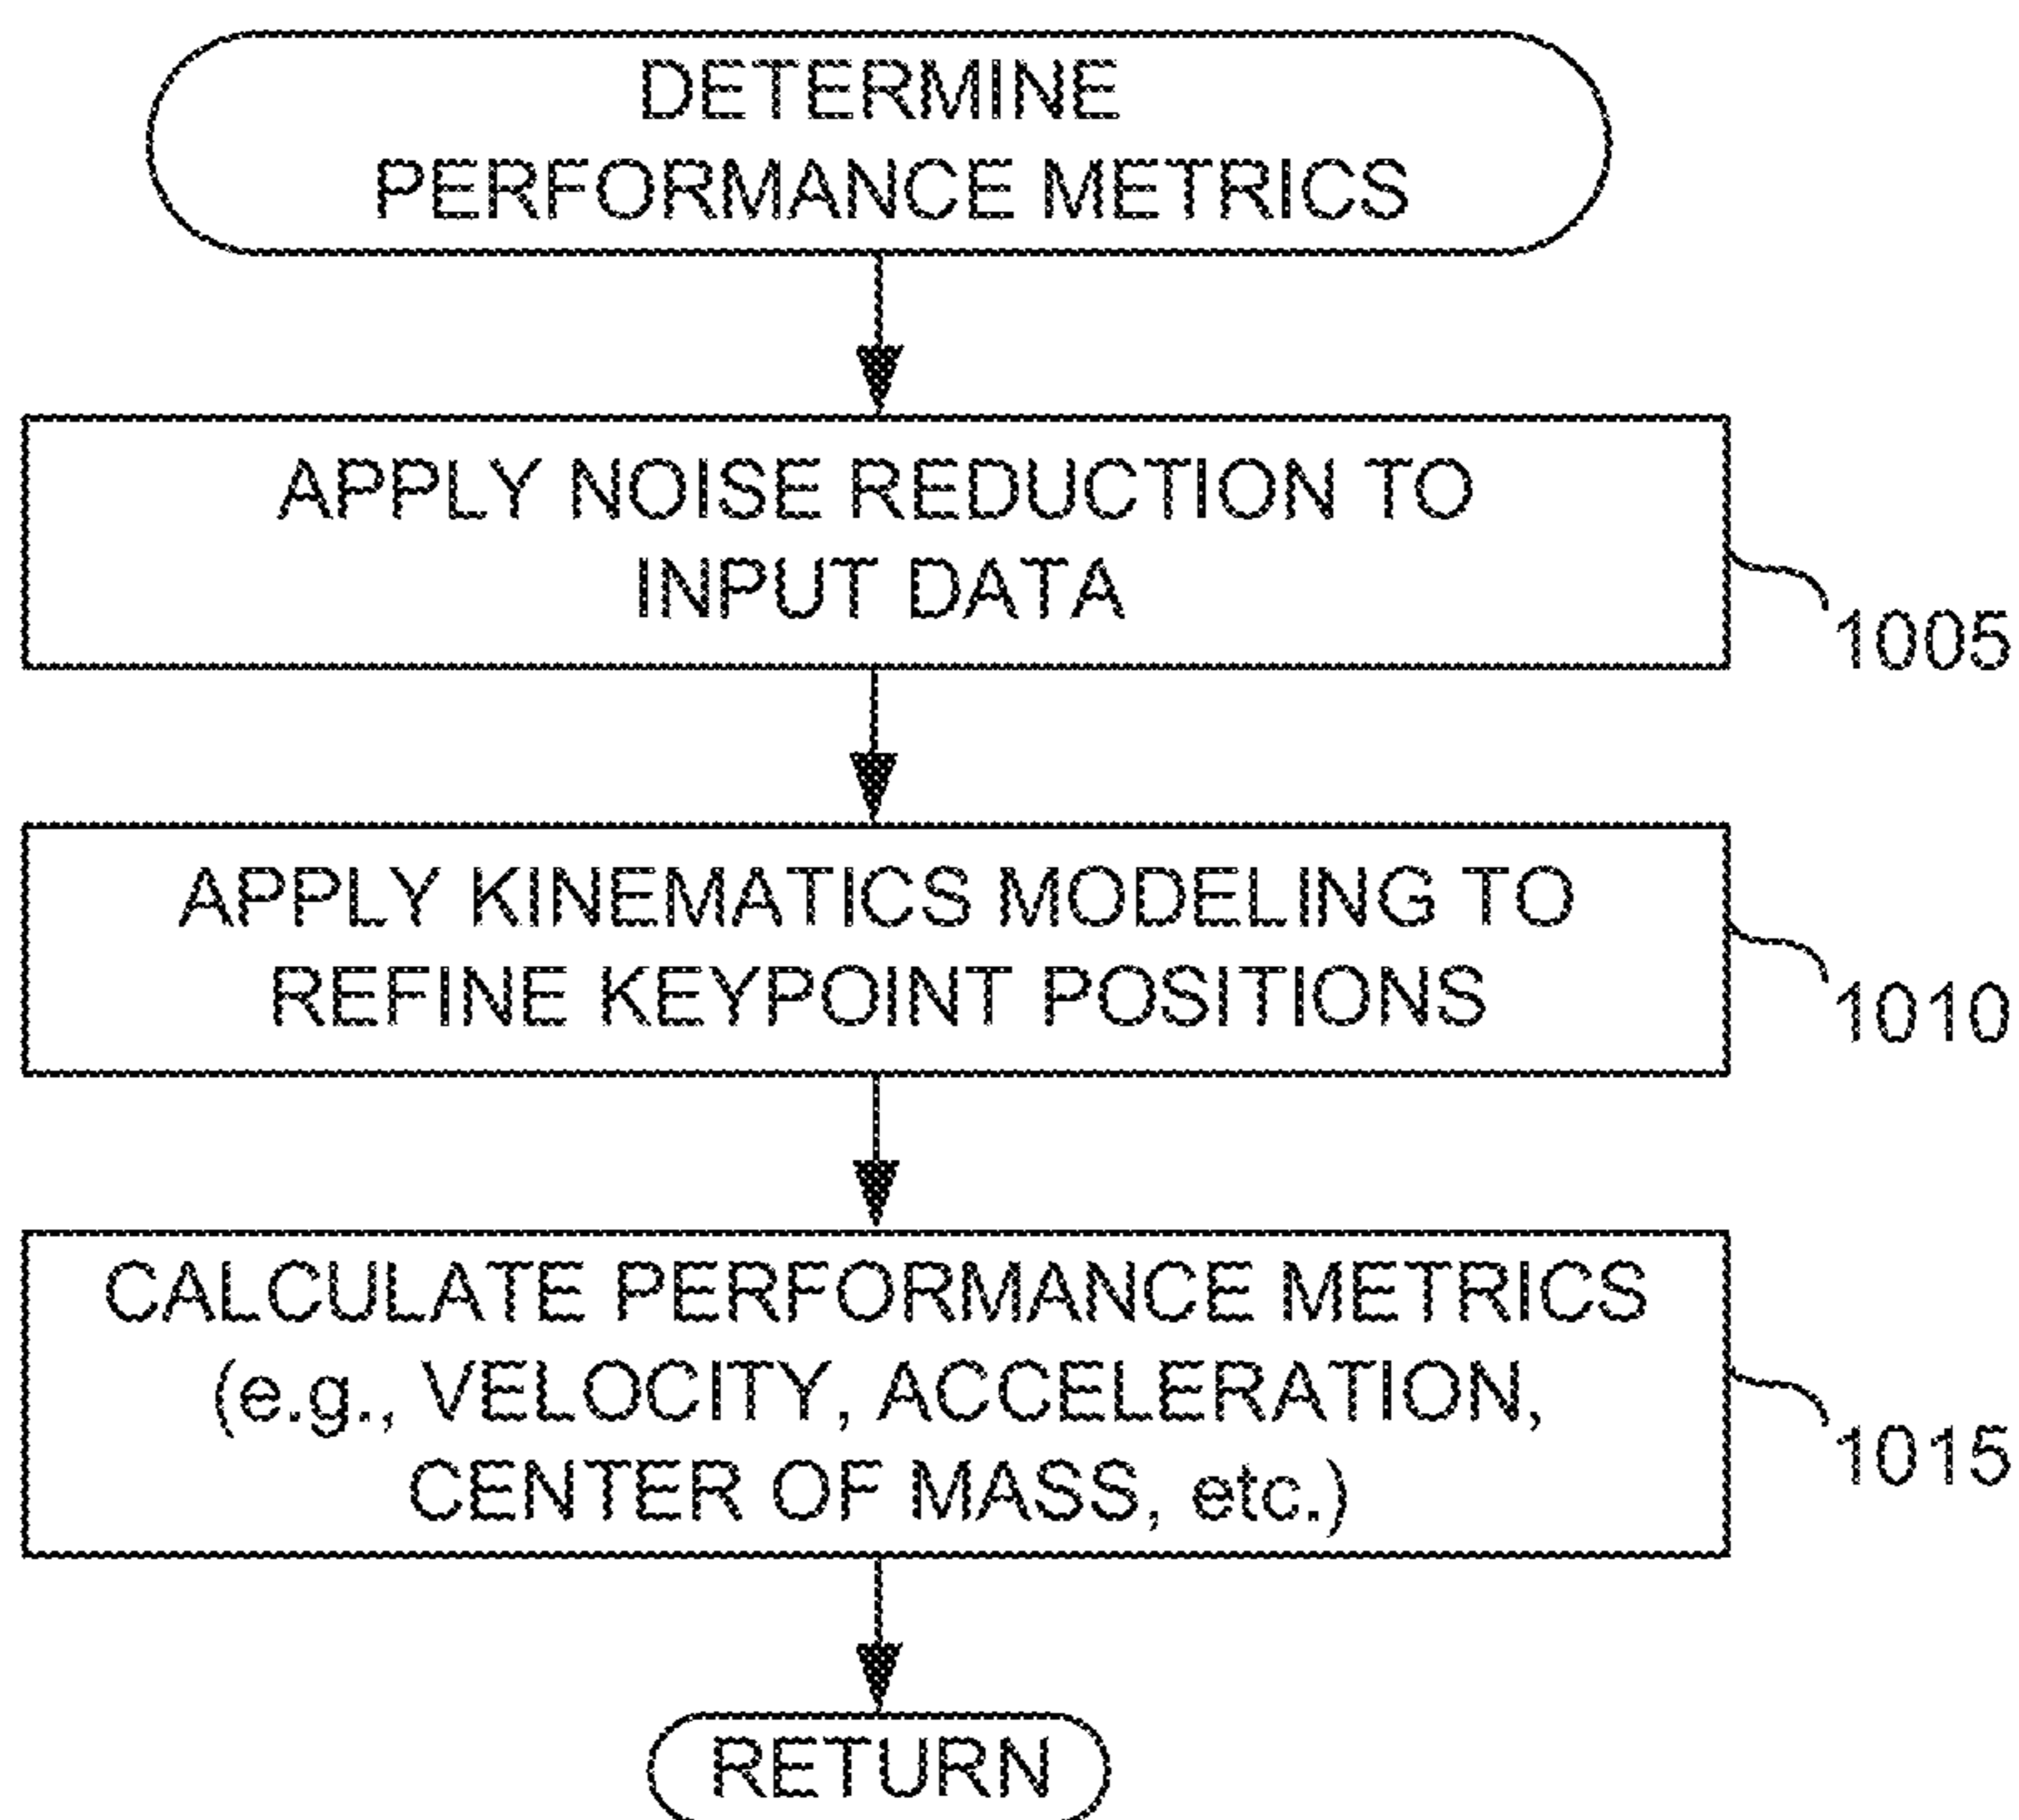 DETERMINE
PERFORMANCE METRICS
APPLY NOISE REDUCTION TO
INPUT DATA
1005
APPLY KINEMATICS MODELING TO
REFINE KEYPOINT POSITIONS
1010
CALCULATE PERFORMANCE METRICS
(e.g., VELOCITY, ACCELERATION,
CENTER OF MASS, etc.)
1015
RETURN